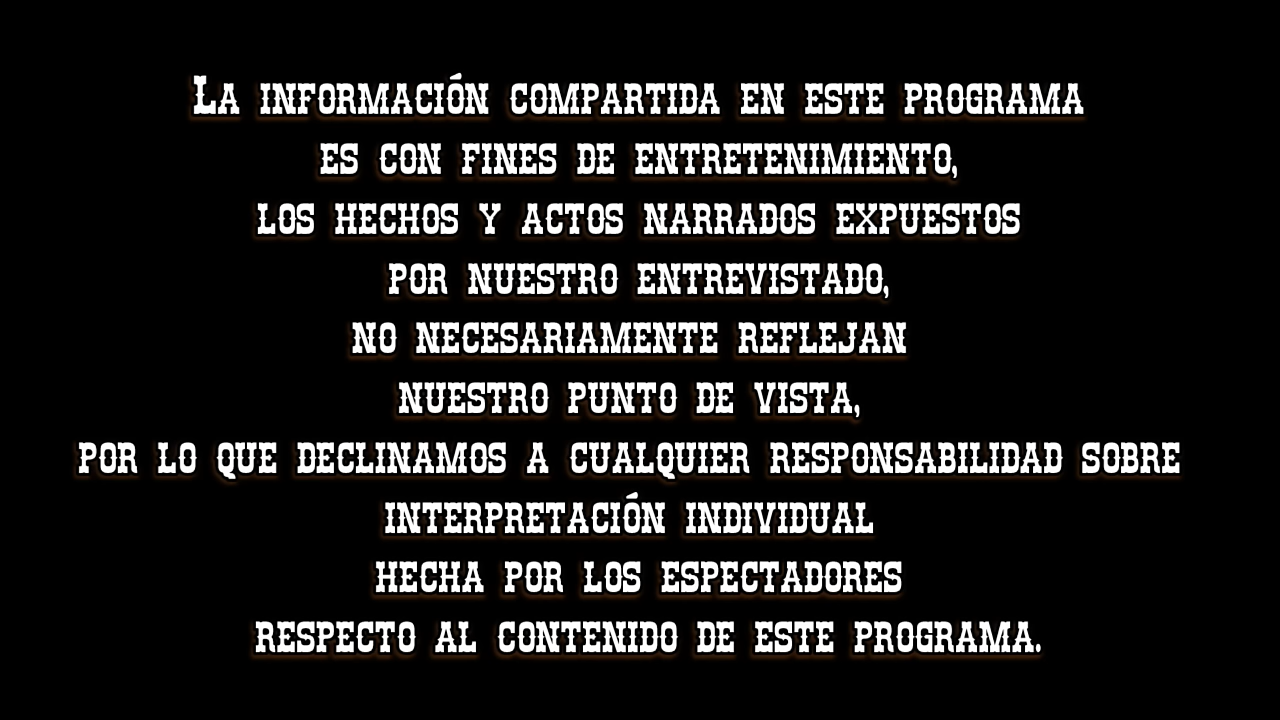 La información compartida en este programa
es con fines de entretenimiento,
los hechos y actos narrados expuestos
por nuestro entrevistado,
no necesariamente reflejan
nuestro punto de vista,
por lo que declinamos a cualquier responsabilidad sobre
interpretación individual
hecha por los espectadores
respecto al contenido de este programa.